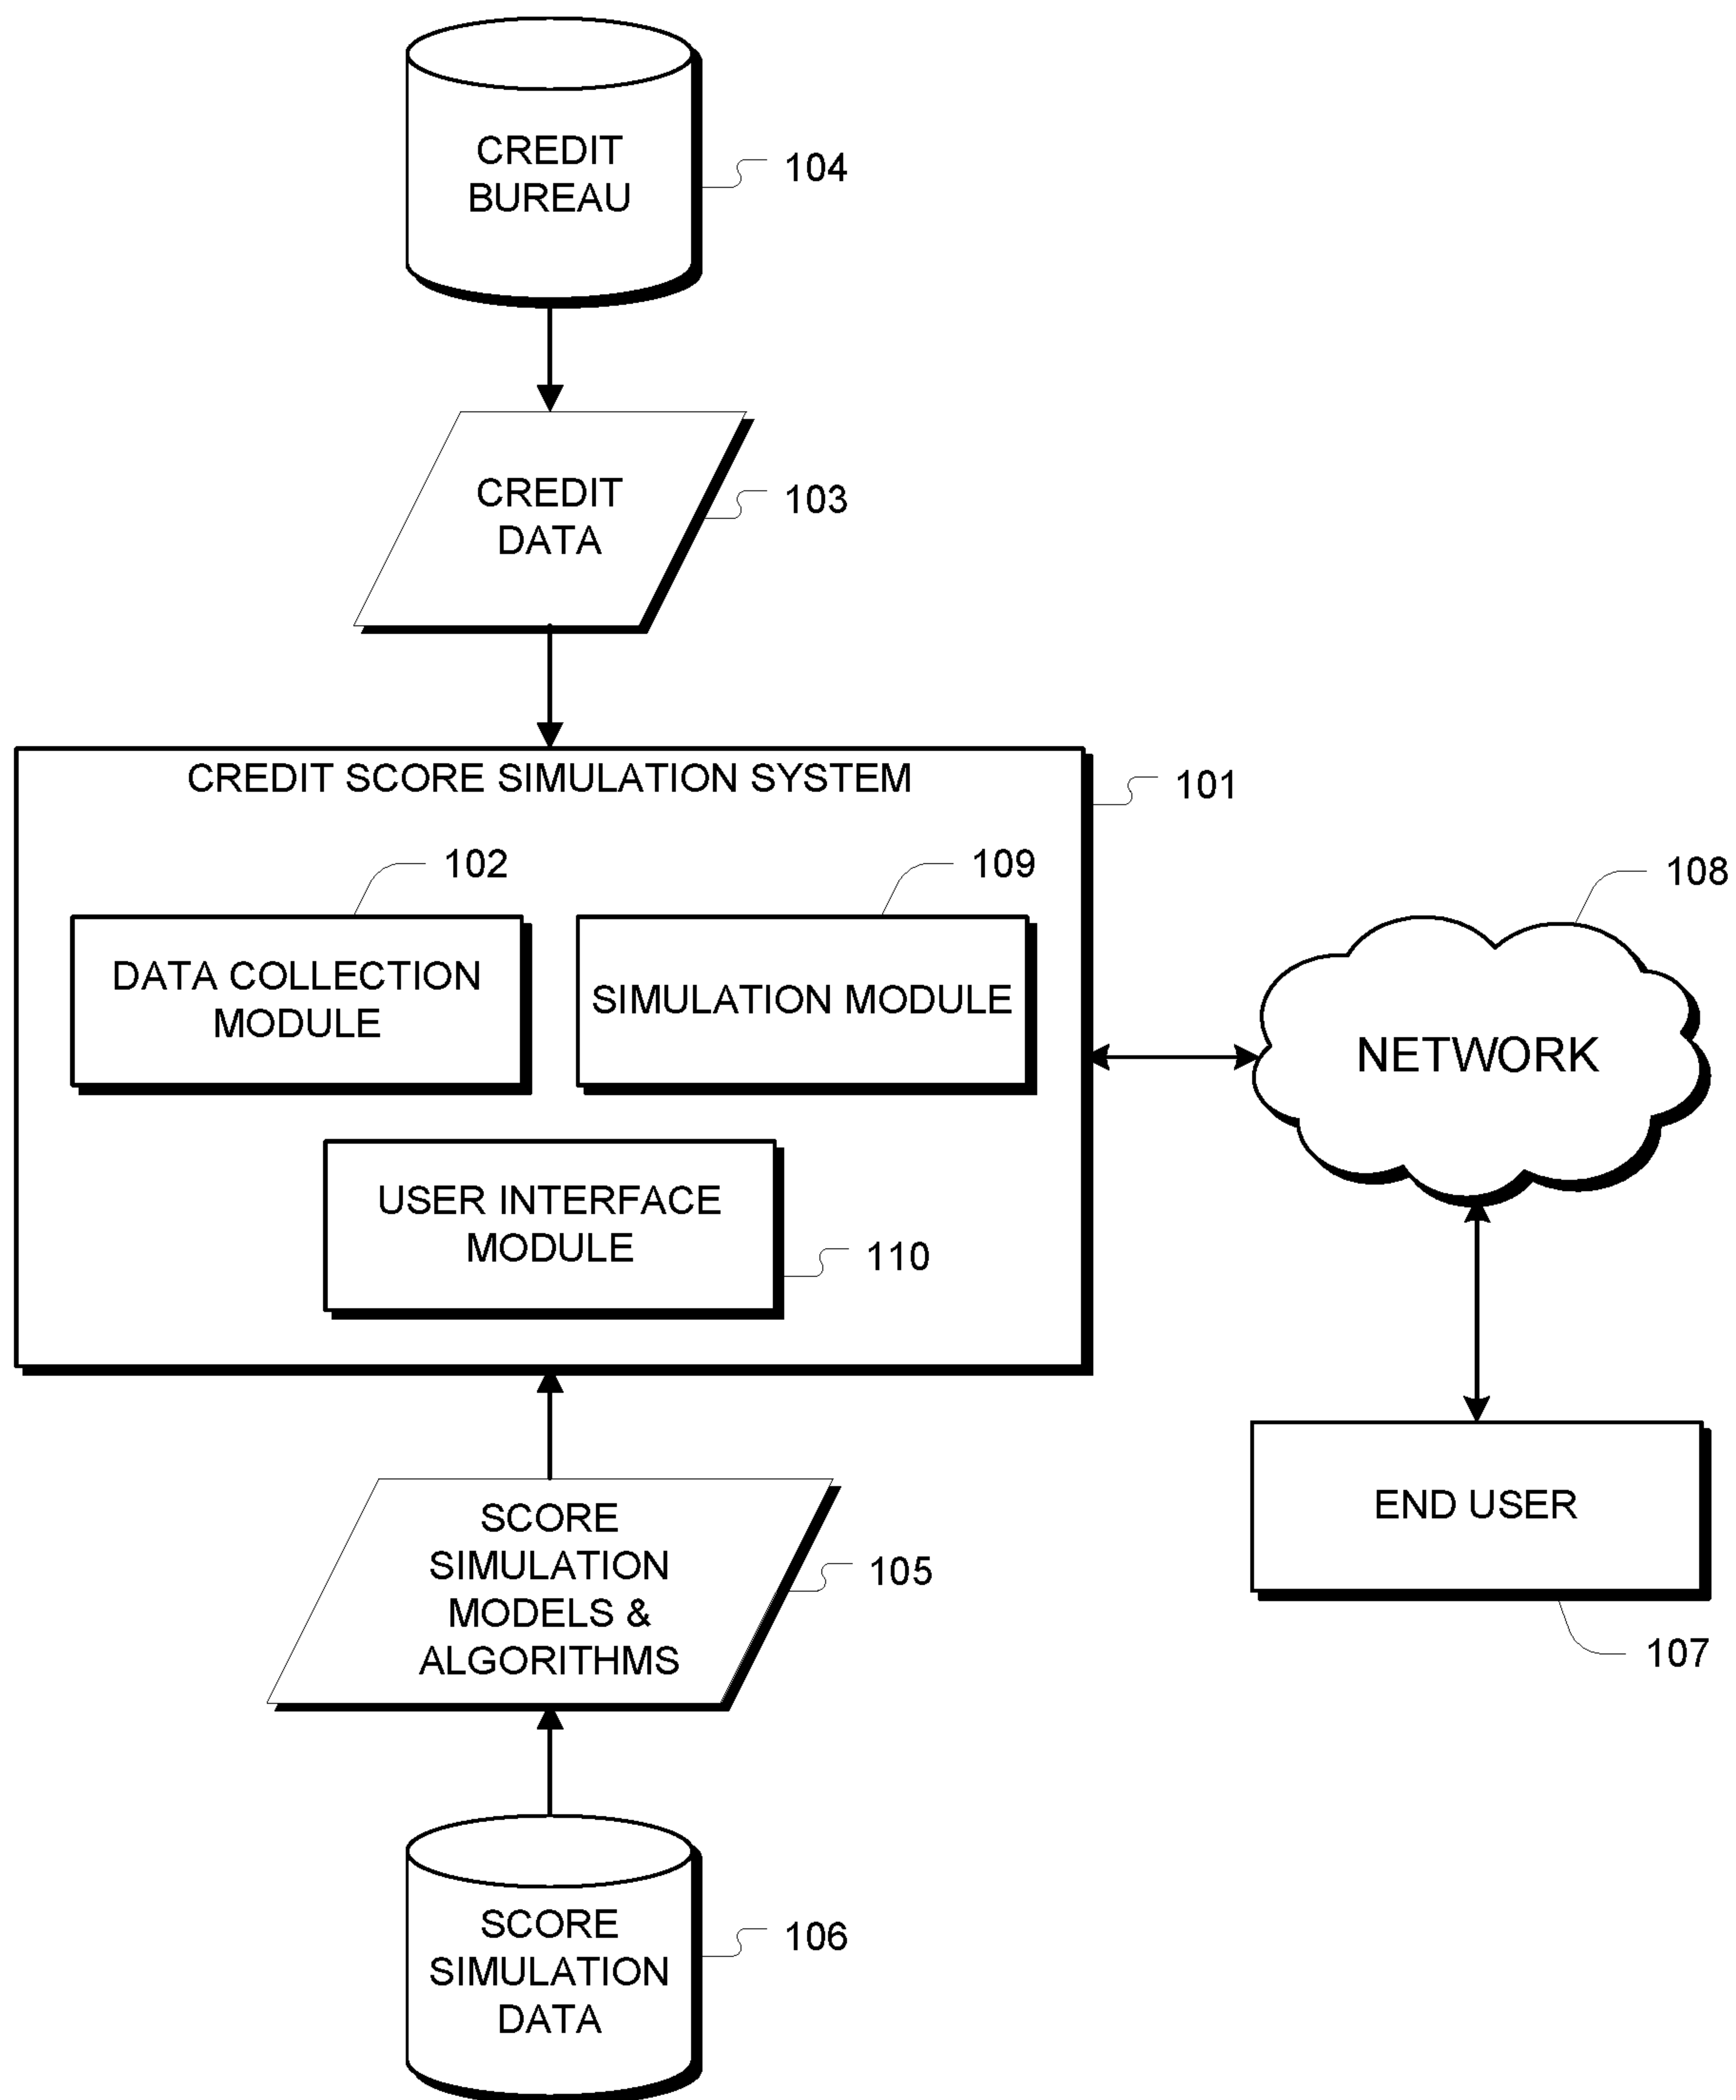 CREDIT
BUREAU
104
CREDIT
DATA
103
CREDIT SCORE SIMULATION SYSTEM
101
102
109
108
DATA COLLECTION
MODULE
SIMULATION MODULE
NETWORK
USER INTERFACE
MODULE
110
SCORE
SIMULATION
MODELS &
ALGORITHMS
105
END USER
107
SCORE
SIMULATION
DATA
106